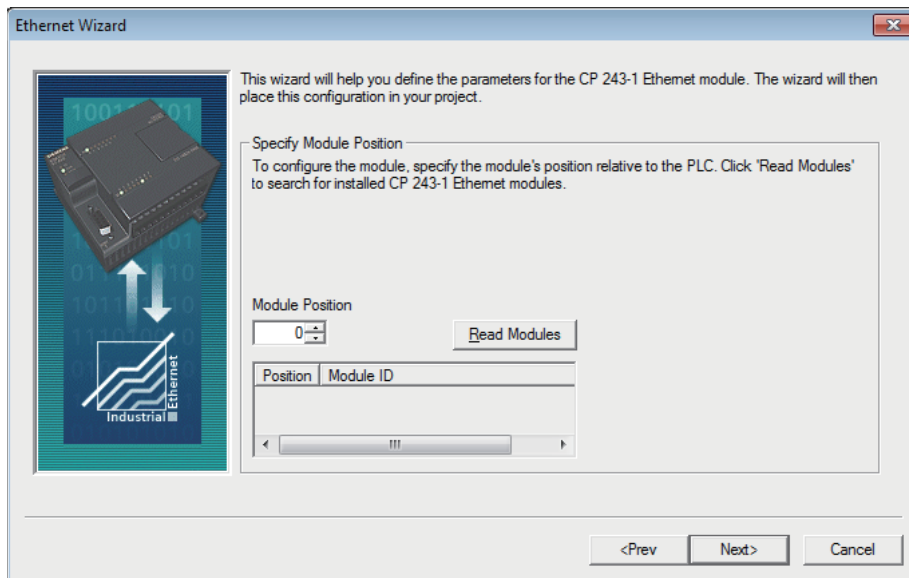 Ethernet Wizard
This wizard will help you define the parameters for the CP 243-1 Ethernet module. The wizard will then
place this configuration in your project.
Specify Module Position
To configure the module, specify the module's position relative to the PLC. Click 'Read Modules'
to search for installed CP 243-1 Ethernet modules.
Module Position
0
Read Modules
Position Module ID
Industrial
Ethernet
<Prev
Next>
Cancel